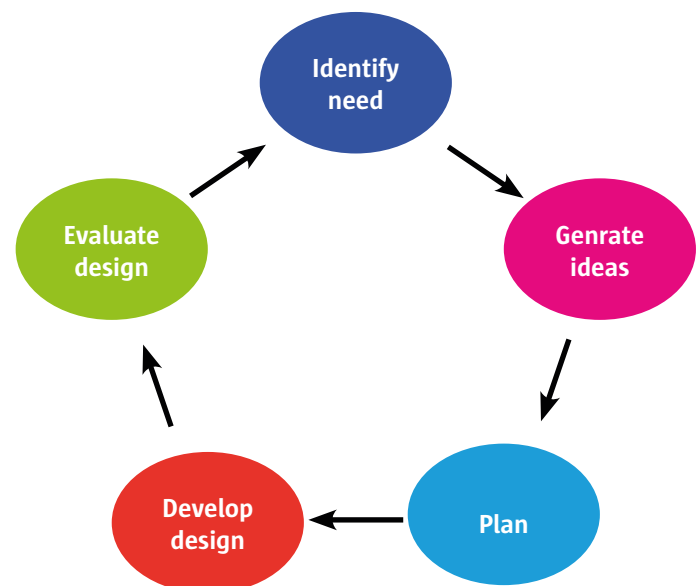 Identify
need
Genrate
ideas
Plan
Develop
design
Evaluate
design